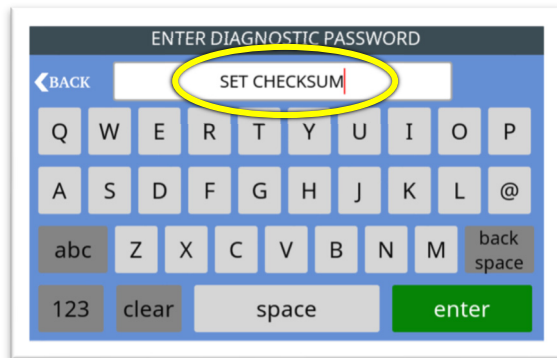 ENTER DIAGNOSTIC PASSWORD
BACK SET CHECKSUM
Q W E R T Y U I O P
A S D F G H J K L @
abc Z X C V B N M back space
123 clear space enter